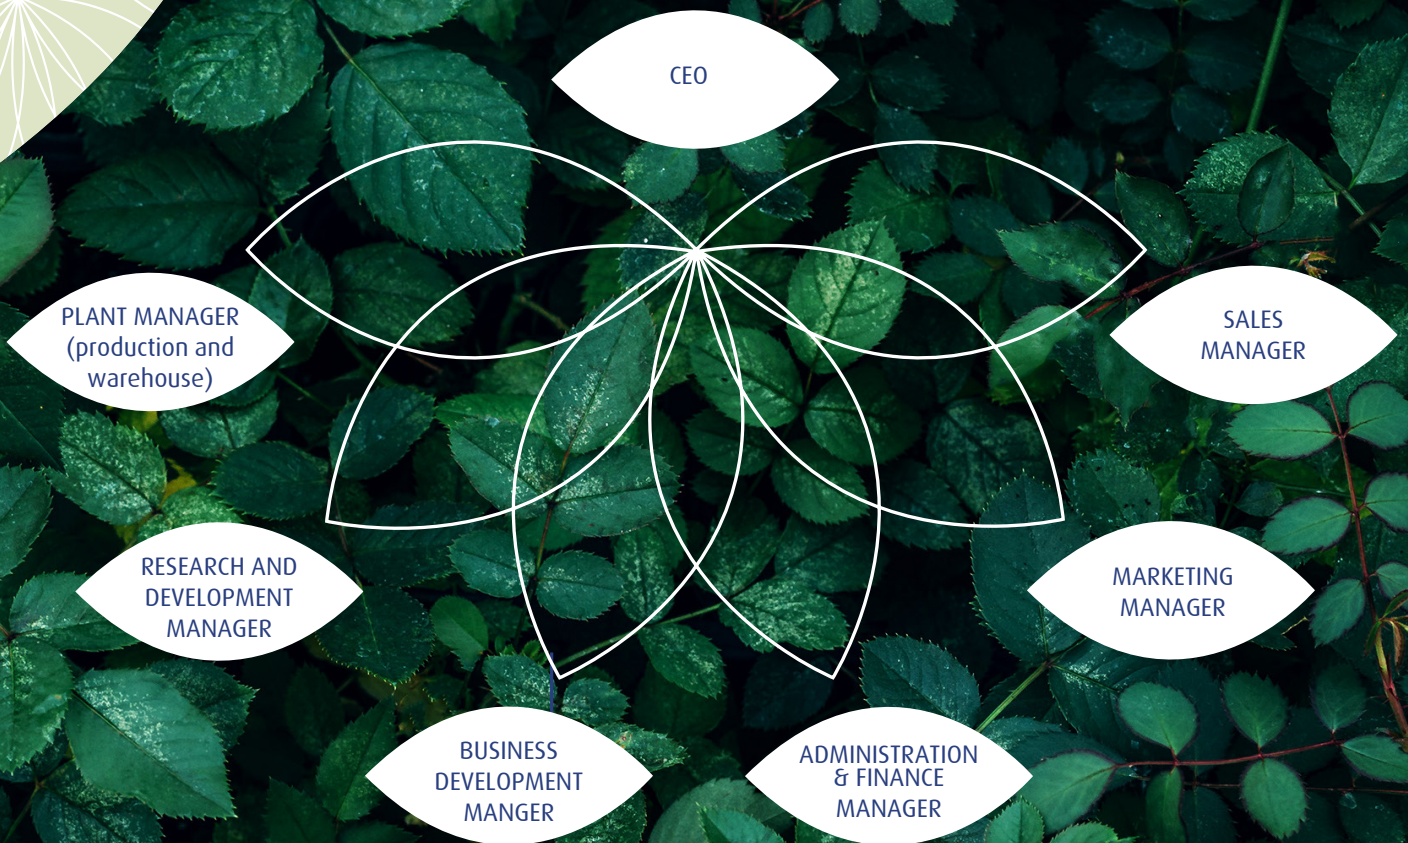 CEO
PLANT MANAGER
(production and
warehouse)
SALES
MANAGER
RESEARCH AND
DEVELOPMENT
MANAGER
MARKETING
MANAGER
BUSINESS
DEVELOPMENT
MANGER
ADMINISTRATION
& FINANCE
MANAGER